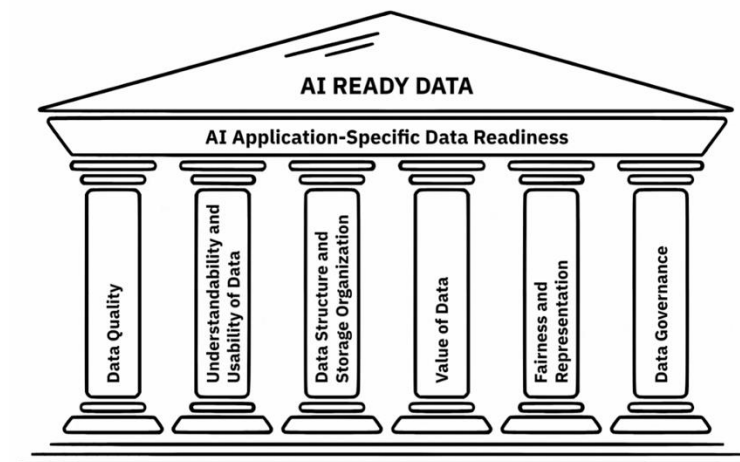 AI READY DATA
AI Application-Specific Data Readiness
Data Quality
Understandability and
Usability of Data
Data Structure and
Storage Organization
Value of Data
Fairness and
Representation
Data Governance